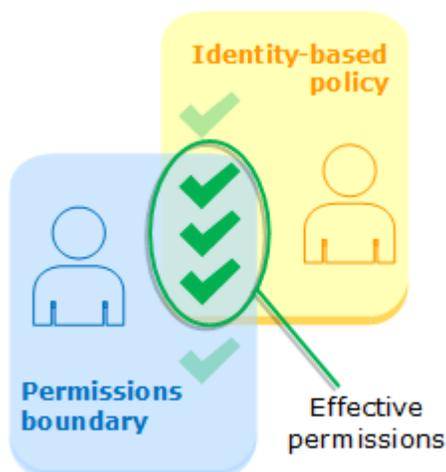 Identity-based
policy
Permissions
boundary
Effective
permissions